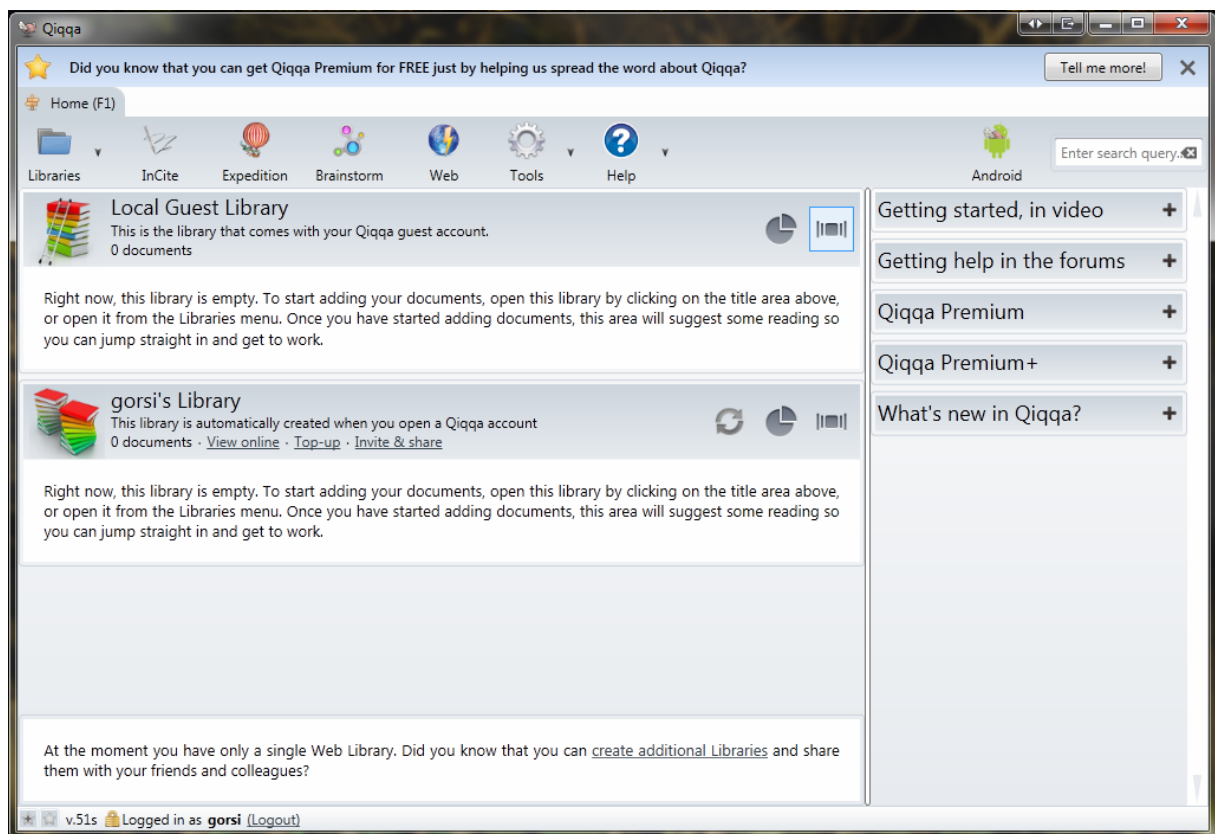 Qiqqa
Did you know that you can get Qiqqa Premium for FREE just by helping us spread the word about Qiqqa?
Tell me more!
Home (F1)
Libraries
InCite
Expedition
Brainstorm
Web
Tools
Help
Android
Enter search query..
Local Guest Library
This is the library that comes with your Qiqqa guest account.
0 documents
Right now, this library is empty. To start adding your documents, open this library by clicking on the title area above,
or open it from the Libraries menu. Once you have started adding documents, this area will suggest some reading so
you can jump straight in and get to work.
gorsi's Library
This library is automatically created when you open a Qiqqa account
0 documents · View online · Top-up · Invite & share
Right now, this library is empty. To start adding your documents, open this library by clicking on the title area above,
or open it from the Libraries menu. Once you have started adding documents, this area will suggest some reading so
you can jump straight in and get to work.
At the moment you have only a single Web Library. Did you know that you can create additional Libraries and share
them with your friends and colleagues?
Getting started, in video
Getting help in the forums
Qiqqa Premium
Qiqqa Premium+
What's new in Qiqqa?
v.51s Logged in as gorsi (Logout)